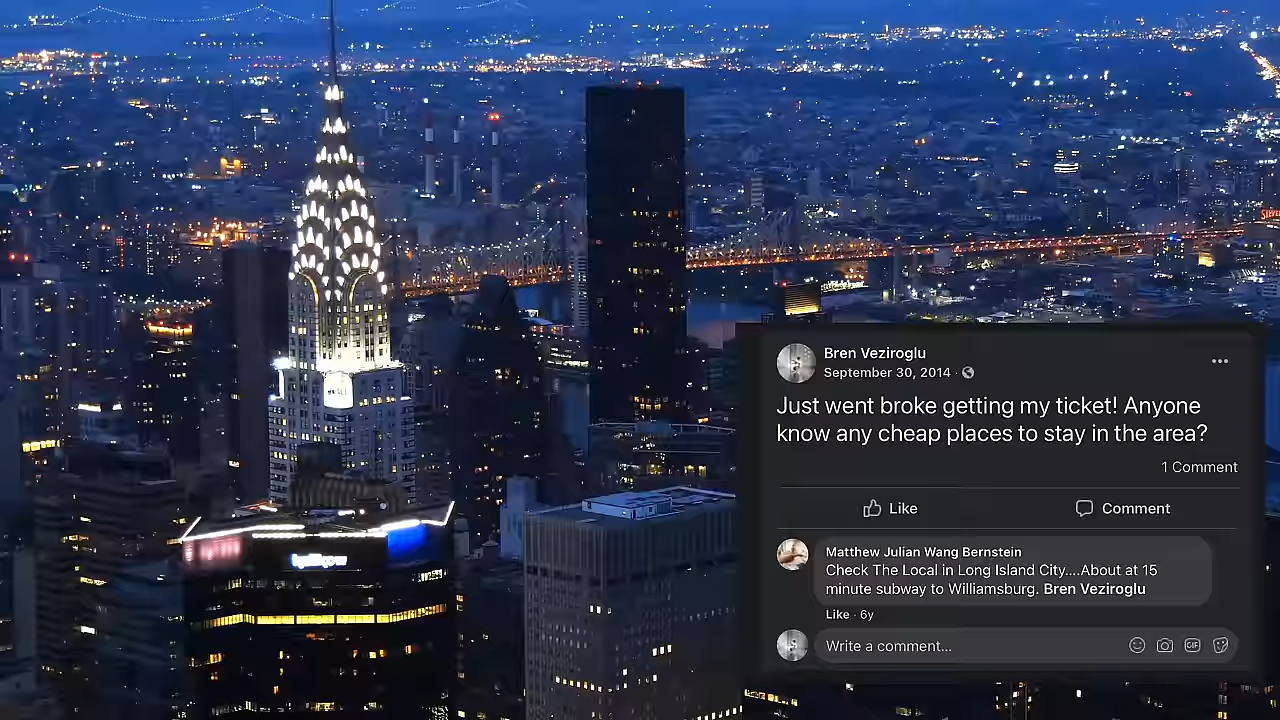 Bren Veziroglu
September 30, 2014 ·
Just went broke getting my ticket! Anyone
know any cheap places to stay in the area?
1 Comment
Like
Comment
Matthew Julian Wang Bernstein
Check The Local in Long Island City....About at 15
minute subway to Williamsburg. Bren Veziroglu
Like · 6y
Write a comment...
GIF